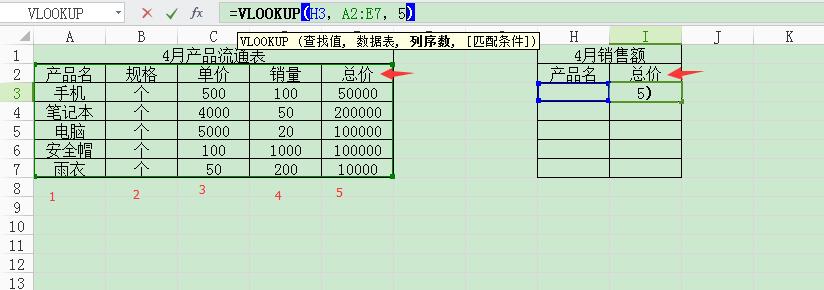 VLOOKUP fx =VLOOKUP(H3, A2:E7, 5)
VLOOKUP (查找值, 数据表, 列序数, [匹配条件])
A B C D E F G H I J K
1 4月产品流通表 4月销售额
2 产品名 规格 单价 销量 总价 产品名 总价
3 手机 个 500 100 50000 5)
4 笔记本 个 4000 50 200000
5 电脑 个 5000 20 100000
6 安全帽 个 100 1000 100000
7 雨衣 个 50 200 10000
8 1 2 3 4 5
9
10
11
12
13